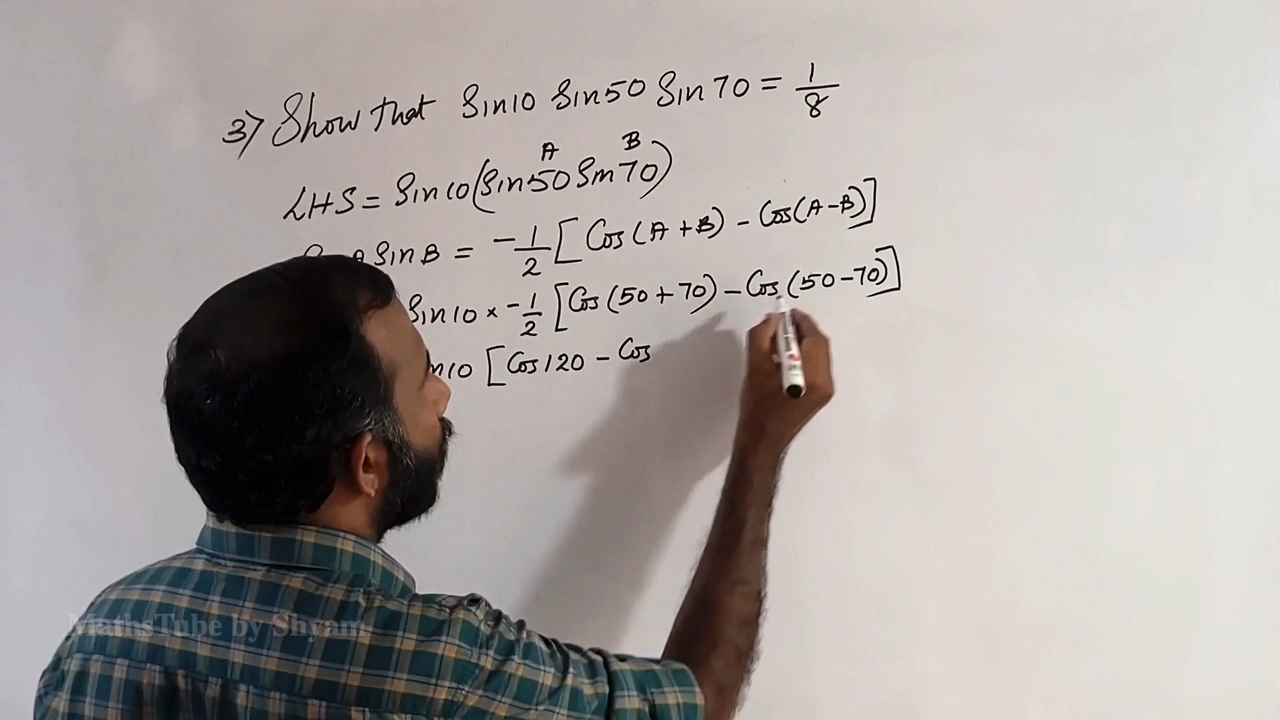 3) Show that Sin10 Sin50 Sin70 = 1/8
A B
LHS = Sin10(Sin50 Sin70)
A Sin B = -1/2 [Cos(A+B) - Cos(A-B)]
Sin10 × -1/2 [Cos(50+70) - Cos(50-70)]
n10 [Cos120 - Cos
MathsTube by Shyam